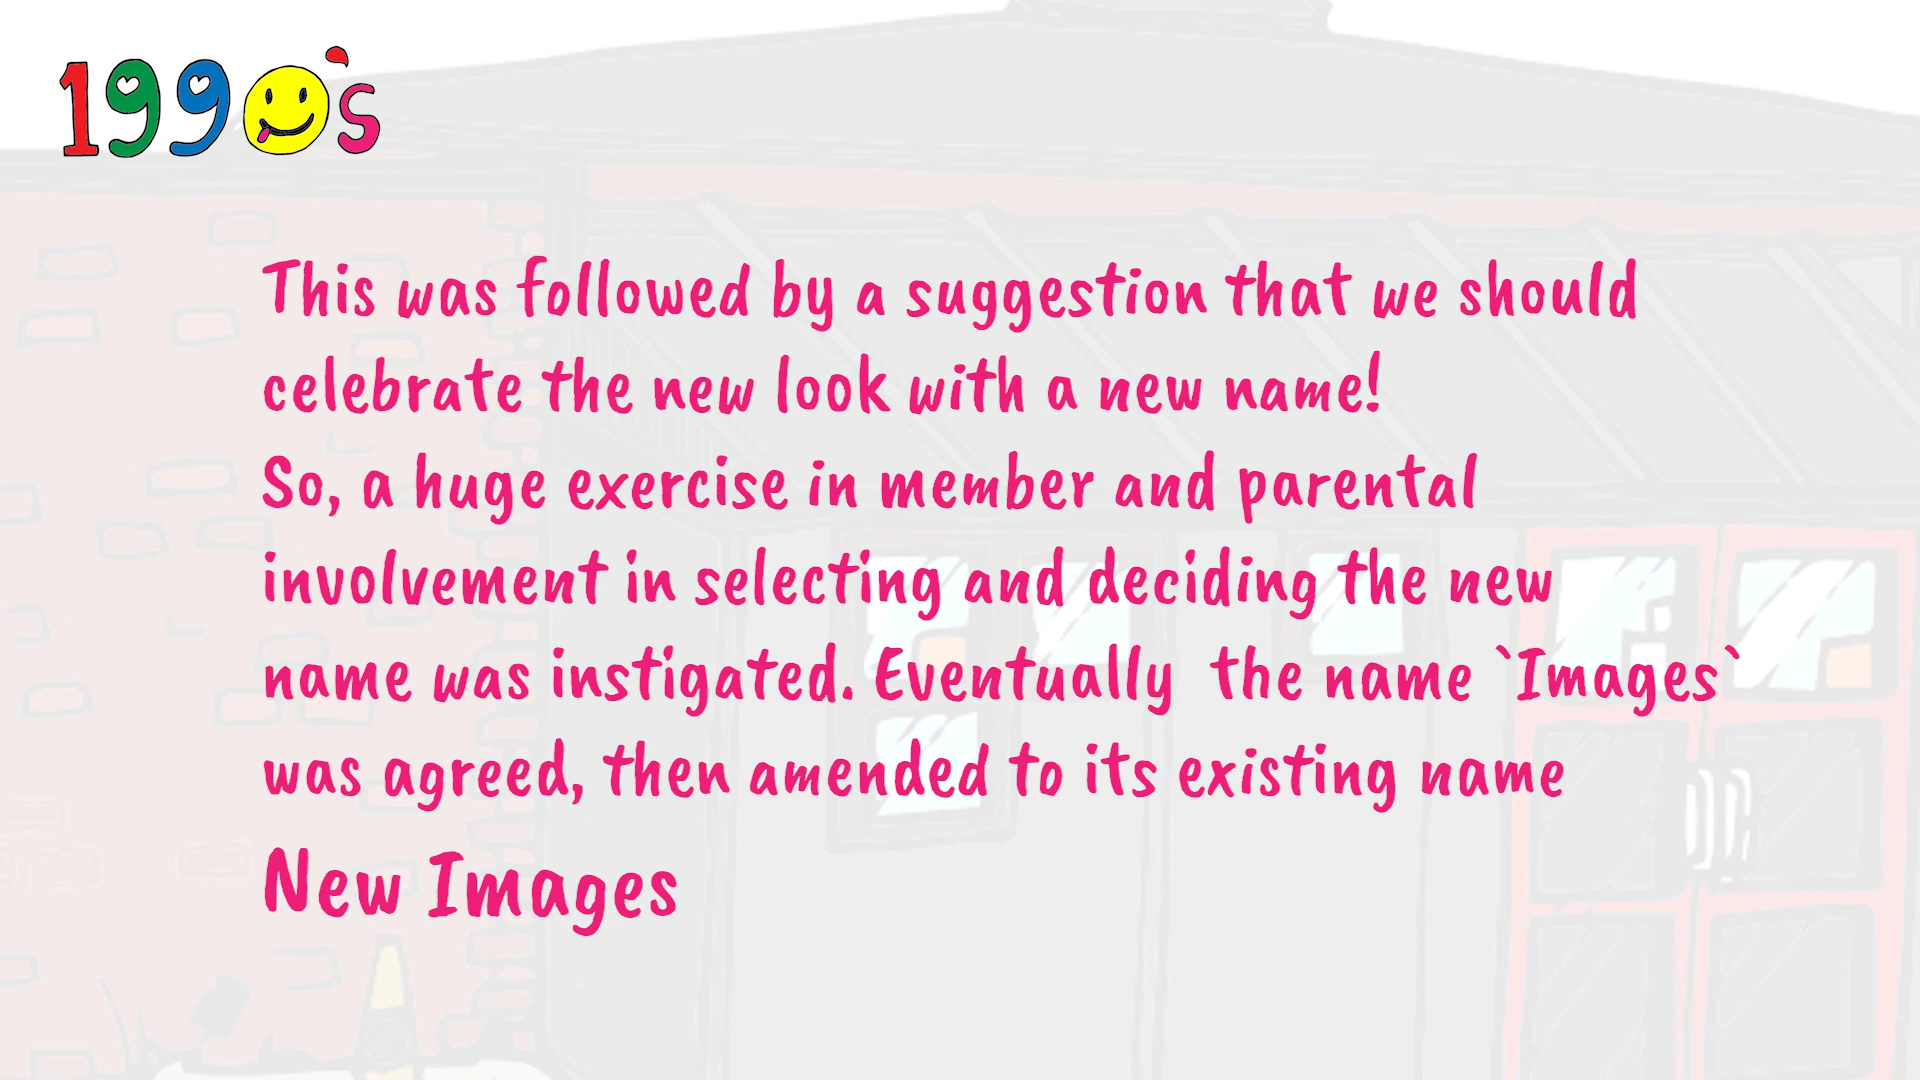 1990`s
This was followed by a suggestion that we should
celebrate the new look with a new name!
So, a huge exercise in member and parental
involvement in selecting and deciding the new
name was instigated. Eventually  the name `Images`
was agreed, then amended to its existing name
New Images